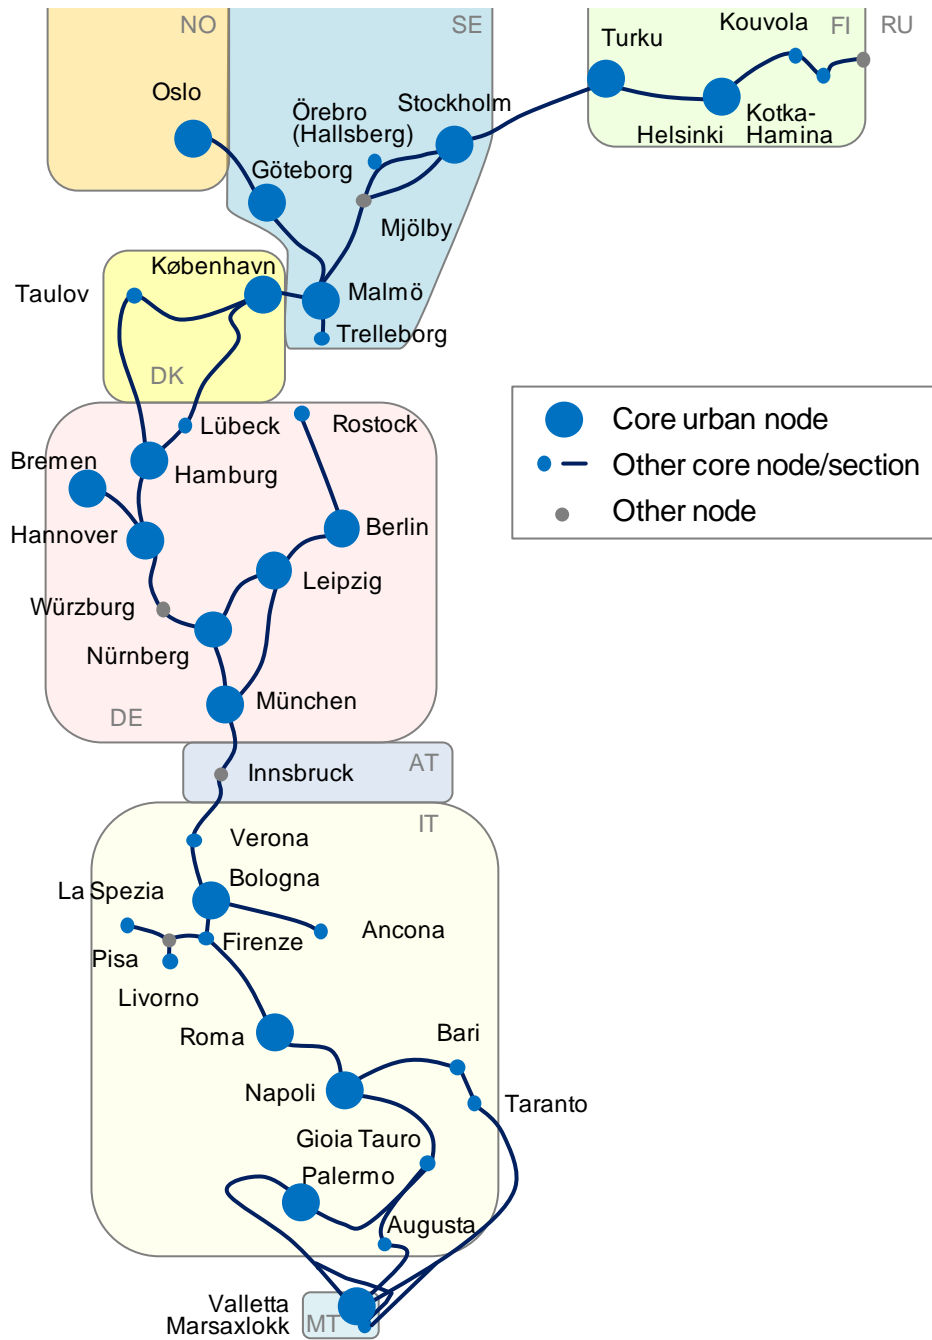 NO
SE
Kouvola
FI
RU
Turku
Oslo
Örebro
(Hallsberg)
Stockholm
Göteborg
Helsinki
Kotka-
Hamina
Mjölby
København
Taulov
Malmö
Trelleborg
DK
Lübeck
Rostock
Core urban node
Bremen
Hamburg
Other core node/section
Hannover
Berlin
Other node
Leipzig
Würzburg
Nürnberg
München
DE
Innsbruck
AT
IT
Verona
Bologna
La Spezia
Firenze
Ancona
Pisa
Livorno
Roma
Bari
Napoli
Taranto
Gioia Tauro
Palermo
Augusta
Valletta
Marsaxlokk
MT